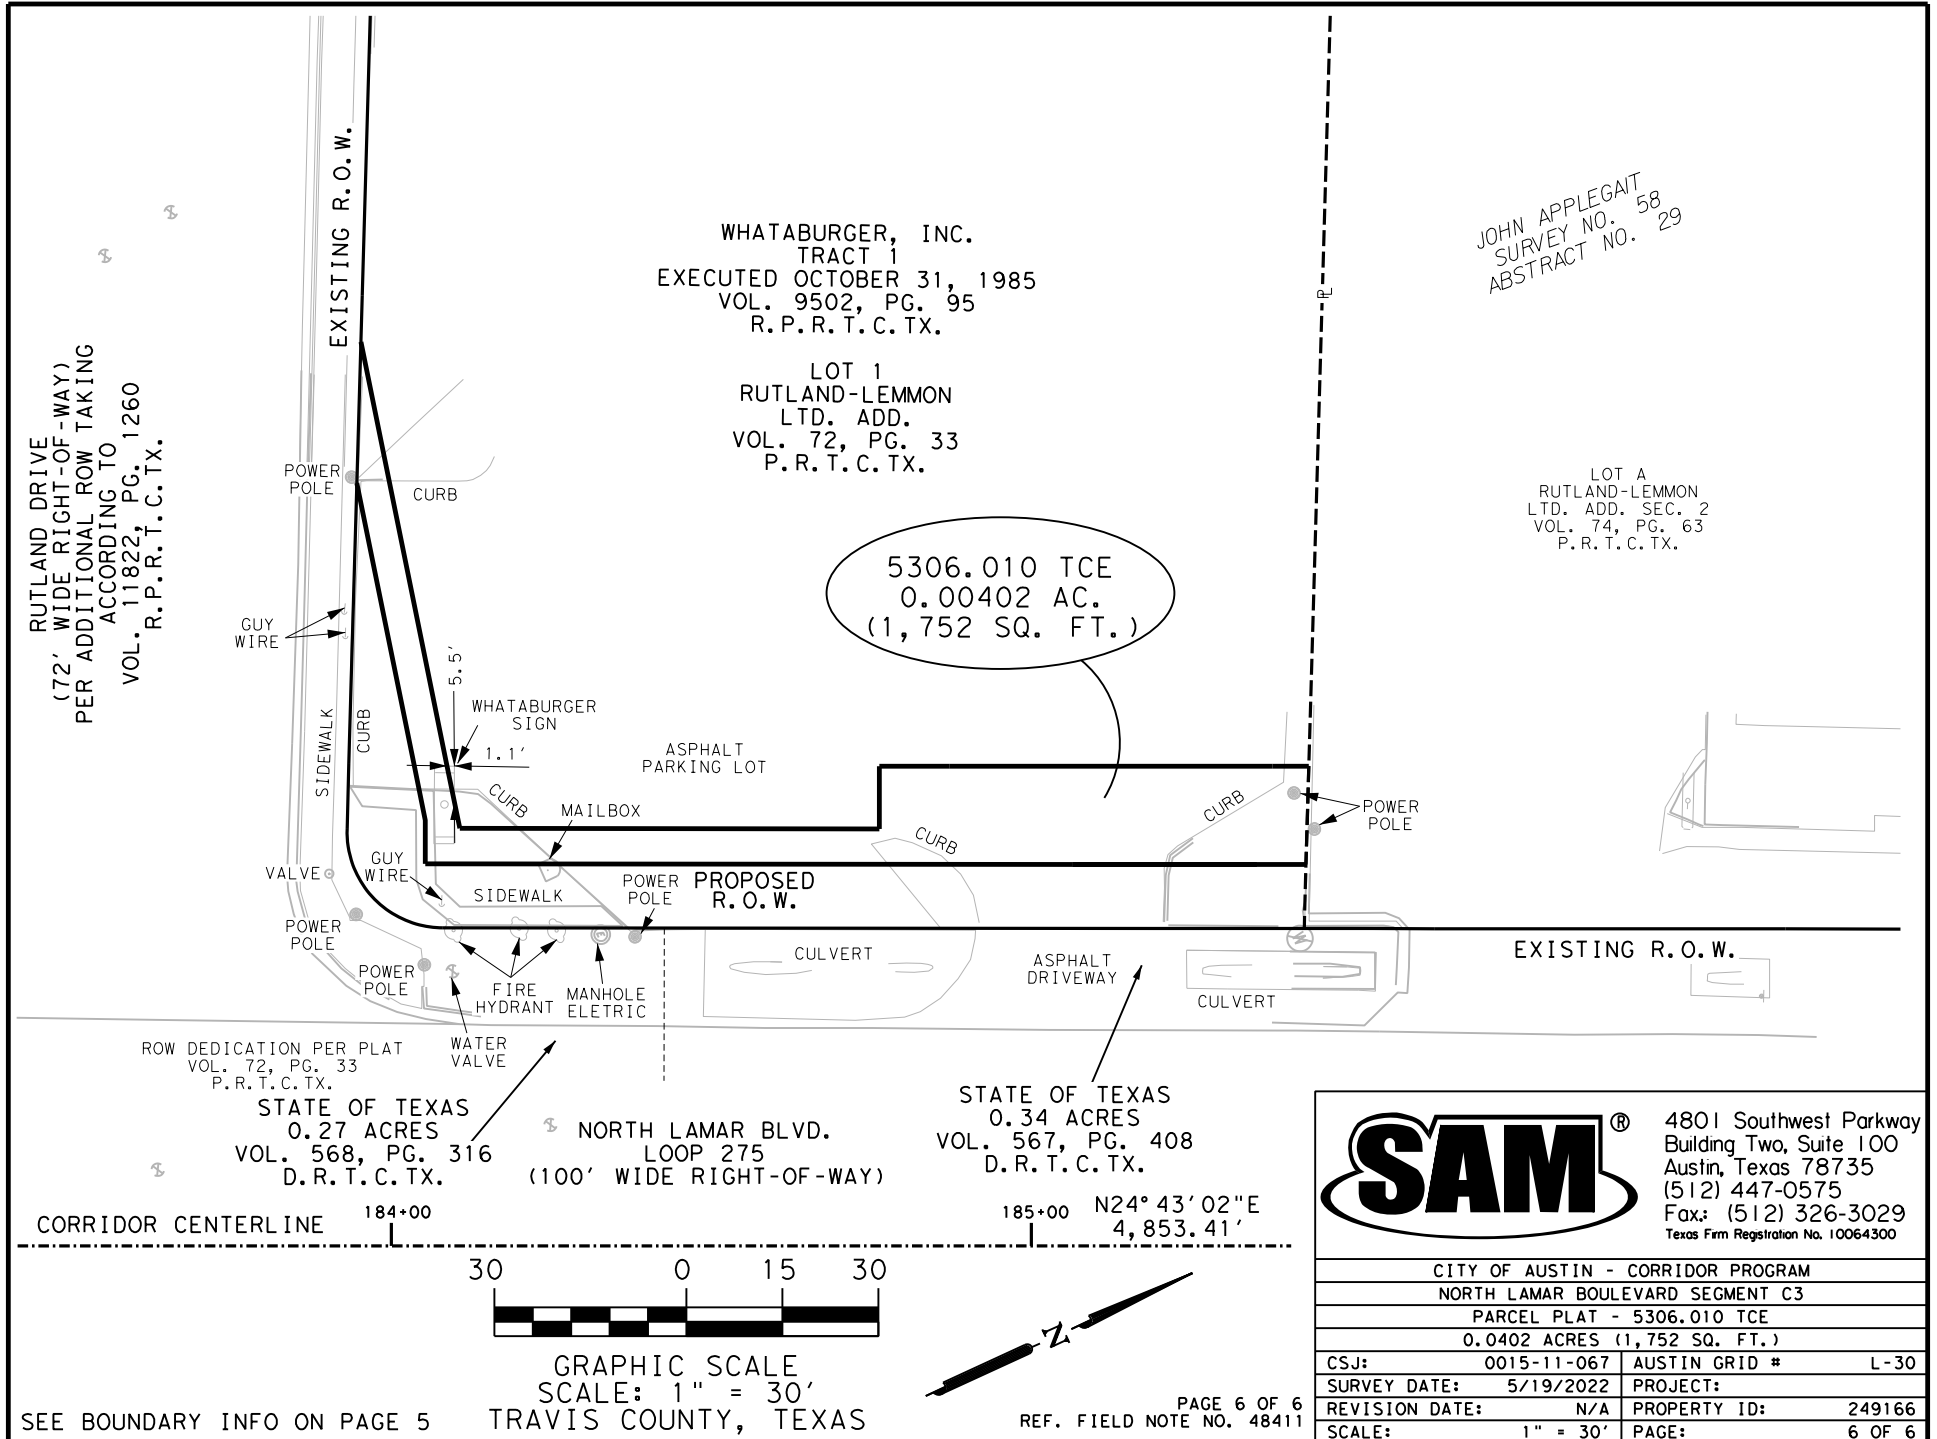 EXISTING R.O.W.
RUTLAND DRIVE
(72' WIDE RIGHT-OF-WAY)
PER ADDITIONAL ROW TAKING
ACCORDING TO
VOL. 11822, PG. 1260
R.P.R.T.C.TX.
WHATABURGER, INC.
TRACT 1
EXECUTED OCTOBER 31, 1985
VOL. 9502, PG. 95
R.P.R.T.C.TX.
LOT 1
RUTLAND-LEMMON
LTD. ADD.
VOL. 72, PG. 33
P.R.T.C.TX.
PL
JOHN APPLEGAIT
SURVEY NO. 58
ABSTRACT NO. 29
LOT A
RUTLAND-LEMMON
LTD. ADD. SEC. 2
VOL. 74, PG. 63
P.R.T.C.TX.
POWER
POLE
CURB
5306.010 TCE
0.00402 AC.
(1,752 SQ. FT.)
GUY
WIRE
5.5'
WHATABURGER
SIGN
1.1'
SIDEWALK
CURB
ASPHALT
PARKING LOT
CURB
MAILBOX
CURB
CURB
POWER
POLE
VALVE
GUY
WIRE
SIDEWALK
POWER
POLE
PROPOSED
R.O.W.
POWER
POLE
POWER
POLE
FIRE
HYDRANT
MANHOLE
ELETRIC
WATER
VALVE
CULVERT
ASPHALT
DRIVEWAY
CULVERT
EXISTING R.O.W.
ROW DEDICATION PER PLAT
VOL. 72, PG. 33
P.R.T.C.TX.
STATE OF TEXAS
0.27 ACRES
VOL. 568, PG. 316
D.R.T.C.TX.
NORTH LAMAR BLVD.
LOOP 275
(100' WIDE RIGHT-OF-WAY)
STATE OF TEXAS
0.34 ACRES
VOL. 567, PG. 408
D.R.T.C.TX.
CORRIDOR CENTERLINE
184+00
185+00
N24°43'02"E
4,853.41'
30 0 15 30
GRAPHIC SCALE
SCALE: 1" = 30'
TRAVIS COUNTY, TEXAS
N
SEE BOUNDARY INFO ON PAGE 5
PAGE 6 OF 6
REF. FIELD NOTE NO. 48411
SAM®
4801 Southwest Parkway
Building Two, Suite 100
Austin, Texas 78735
(512) 447-0575
Fax.: (512) 326-3029
Texas Firm Registration No. 10064300
CITY OF AUSTIN - CORRIDOR PROGRAM
NORTH LAMAR BOULEVARD SEGMENT C3
PARCEL PLAT - 5306.010 TCE
0.0402 ACRES (1,752 SQ. FT.)
CSJ: 0015-11-067 AUSTIN GRID # L-30
SURVEY DATE: 5/19/2022 PROJECT:
REVISION DATE: N/A PROPERTY ID: 249166
SCALE: 1" = 30' PAGE: 6 OF 6